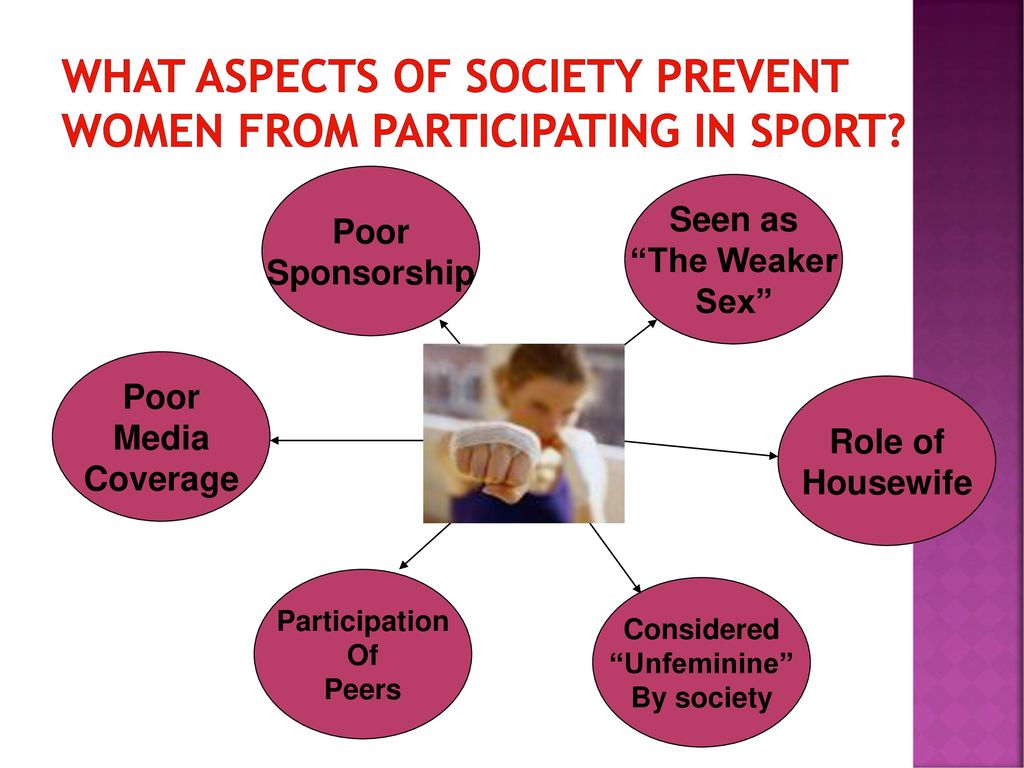 WHAT ASPECTS OF SOCIETY PREVENT
WOMEN FROM PARTICIPATING IN SPORT?
Poor
Sponsorship
Seen as
“The Weaker
Sex”
Poor
Media
Coverage
Role of
Housewife
Participation
Of
Peers
Considered
“Unfeminine”
By society